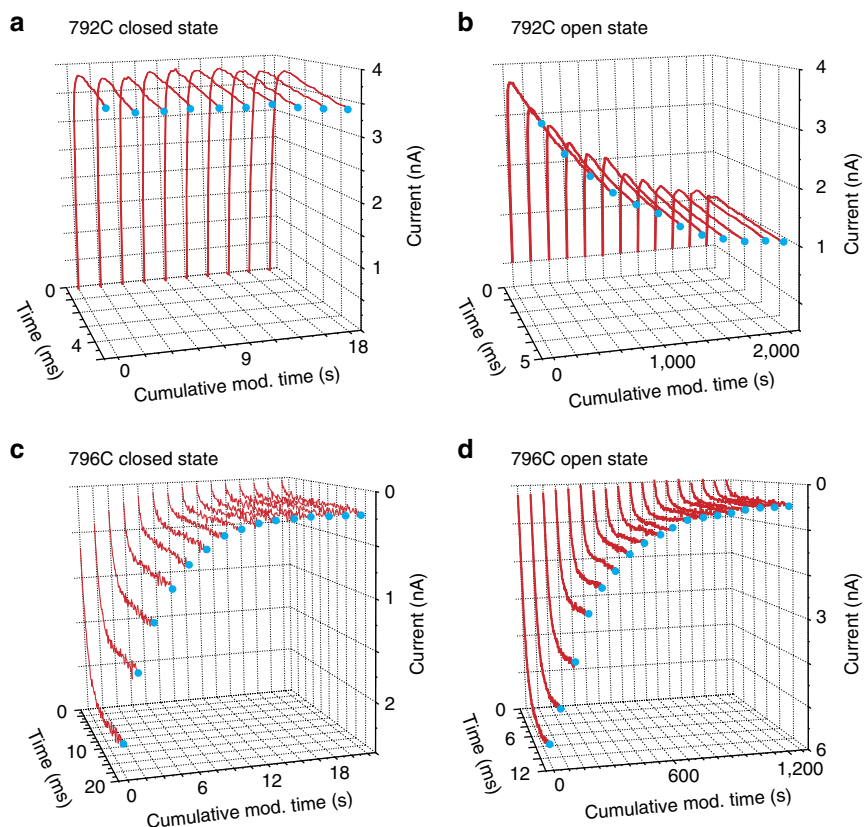 a 792C closed state
4
3
2
1
Current (nA)
0
4
Time (ms)
0 9 18
Cumulative mod. time (s)
b 792C open state
4
3
2
1
Current (nA)
0
5
Time (ms)
0 1,000 2,000
Cumulative mod. time (s)
c 796C closed state
0
1
2
Current (nA)
0
10
20
Time (ms)
0 6 12 18
Cumulative mod. time (s)
d 796C open state
0
3
6
Current (nA)
0
6
12
Time (ms)
0 600 1,200
Cumulative mod. time (s)